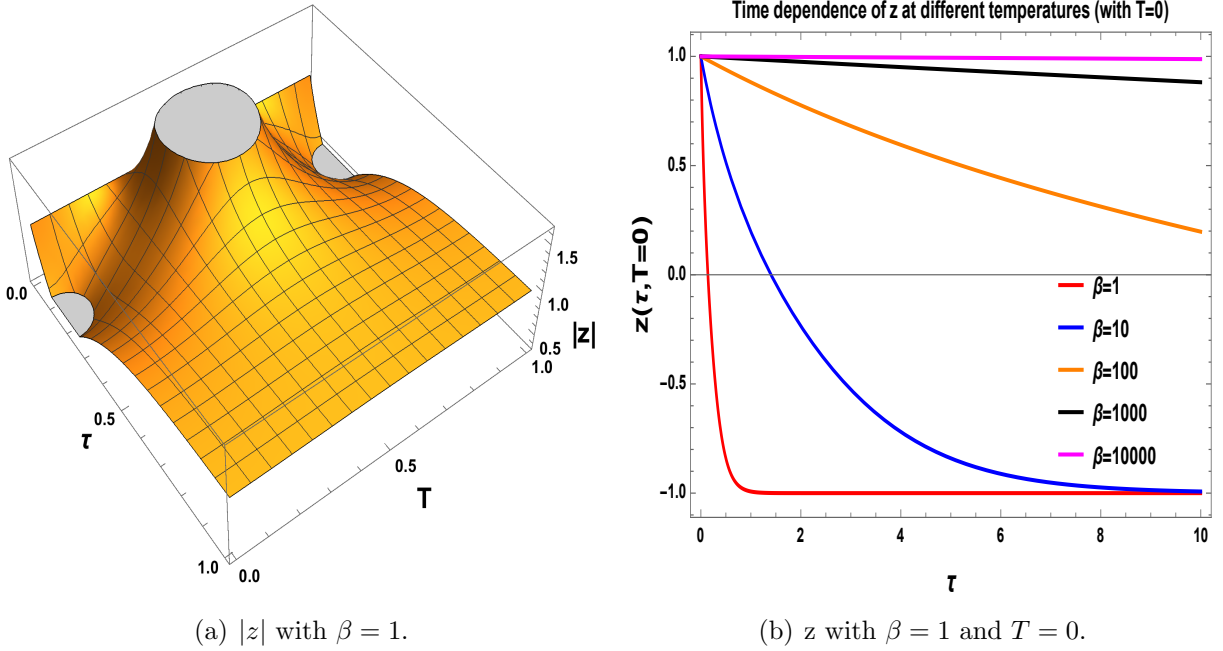 Time dependence of z at different temperatures (with T=0)
0.0
0.5
1.0
τ
0.0
0.5
1.0
T
0.5
1.0
1.5
|z|
1.0
0.5
0.0
−0.5
−1.0
z(τ,T=0)
β=1
β=10
β=100
β=1000
β=10000
0 2 4 6 8 10
τ
(a) |z| with β = 1.
(b) z with β = 1 and T = 0.